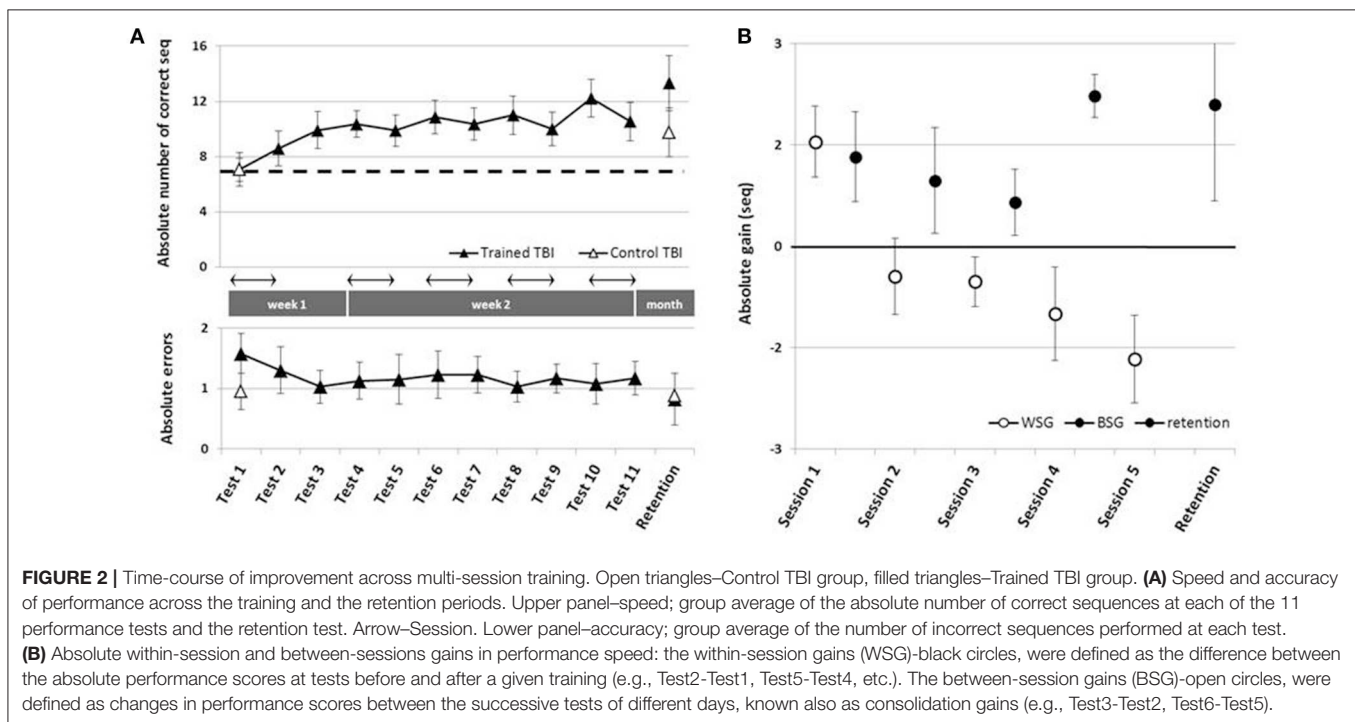 A
Absolute number of correct seq
16
12
8
4
0
Trained TBI
Control TBI
week 1
week 2
month
Absolute errors
2
1
0
Test 1
Test 2
Test 3
Test 4
Test 5
Test 6
Test 7
Test 8
Test 9
Test 10
Test 11
Retention
B
Absolute gain (seq)
3
2
0
-2
-3
WSG
BSG
retention
Session 1
Session 2
Session 3
Session 4
Session 5
Retention
FIGURE 2 | Time-course of improvement across multi-session training. Open triangles–Control TBI group, filled triangles–Trained TBI group. (A) Speed and accuracy
of performance across the training and the retention periods. Upper panel–speed; group average of the absolute number of correct sequences at each of the 11
performance tests and the retention test. Arrow–Session. Lower panel–accuracy; group average of the number of incorrect sequences performed at each test.
(B) Absolute within-session and between-sessions gains in performance speed: the within-session gains (WSG)-black circles, were defined as the difference between
the absolute performance scores at tests before and after a given training (e.g., Test2-Test1, Test5-Test4, etc.). The between-session gains (BSG)-open circles, were
defined as changes in performance scores between the successive tests of different days, known also as consolidation gains (e.g., Test3-Test2, Test6-Test5).